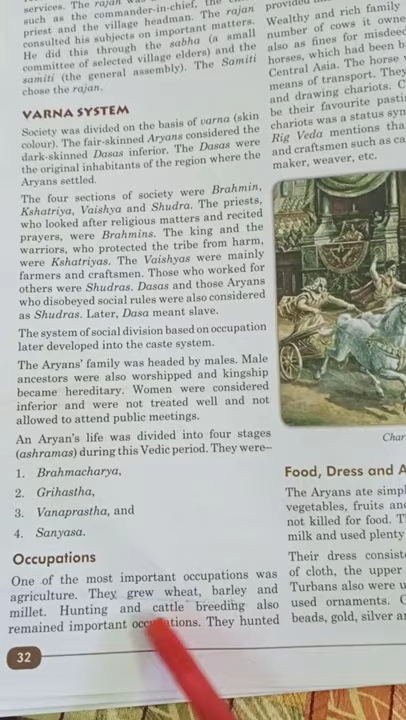 services. The rajan was
such as the commander-in-chief, the
priest and the village headman. The rajan
consulted his subjects on important matters.
He did this through the sabha (a small
committee of selected village elders) and the
samiti (the general assembly). The Samiti
chose the rajan.
VARNA SYSTEM
Society was divided on the basis of varna (skin
colour). The fair-skinned Aryans considered the
dark-skinned Dasas inferior. The Dasas were
the original inhabitants of the region where the
Aryans settled.
The four sections of society were Brahmin,
Kshatriya, Vaishya and Shudra. The priests,
who looked after religious matters and recited
prayers, were Brahmins. The king and the
warriors, who protected the tribe from harm,
were Kshatriyas. The Vaishyas were mainly
farmers and craftsmen. Those who worked for
others were Shudras. Dasas and those Aryans
who disobeyed social rules were also considered
as Shudras. Later, Dasa meant slave.
The system of social division based on occupation
later developed into the caste system.
The Aryans' family was headed by males. Male
ancestors were also worshipped and kingship
became hereditary. Women were considered
inferior and were not treated well and not
allowed to attend public meetings.
An Aryan's life was divided into four stages
(ashramas) during this Vedic period. They were–
1. Brahmacharya,
2. Grihastha,
3. Vanaprastha, and
4. Sanyasa.
Occupations
One of the most important occupations was
agriculture. They grew wheat, barley and
millet. Hunting and cattle breeding also
remained important occupations. They hunted
32
provided
Wealthy and rich family
number of cows it owne
also as fines for misdeed
horses, which had been b
Central Asia. The horse
means of transport. They
and drawing chariots. C
be their favourite pasti
chariots was a status syn
Rig Veda mentions tha
and craftsmen such as ca
maker, weaver, etc.
Char
Food, Dress and A
The Aryans ate simpl
vegetables, fruits and
not killed for food. T
milk and used plenty
Their dress consiste
of cloth, the upper
Turbans also were u
used ornaments. C
beads, gold, silver a